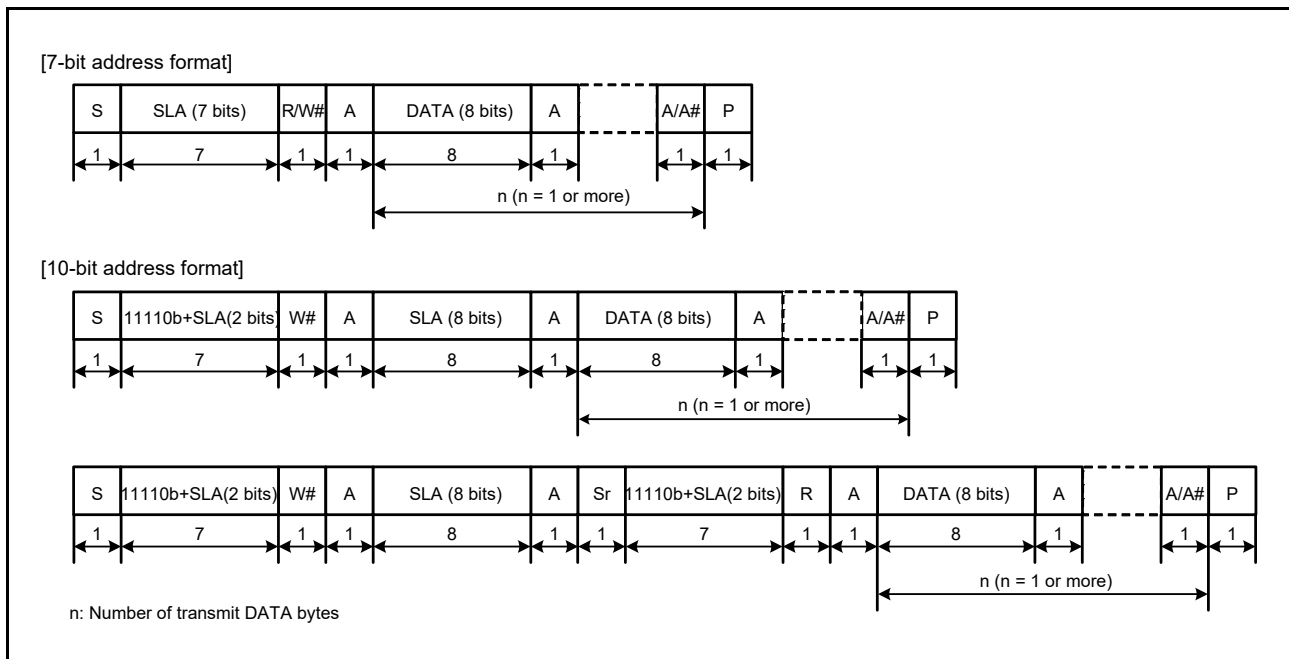 [7-bit address format]
S SLA (7 bits) R/W# A DATA (8 bits) A A/A# P
1 7 1 1 8 1 1 1
n (n = 1 or more)
[10-bit address format]
S 11110b+SLA(2 bits) W# A SLA (8 bits) A DATA (8 bits) A A/A# P
1 7 1 1 8 1 8 1 1 1
n (n = 1 or more)
S 11110b+SLA(2 bits) W# A SLA (8 bits) A Sr 11110b+SLA(2 bits) R A DATA (8 bits) A A/A# P
1 7 1 1 8 1 1 7 1 1 8 1 1 1
n (n = 1 or more)
n: Number of transmit DATA bytes